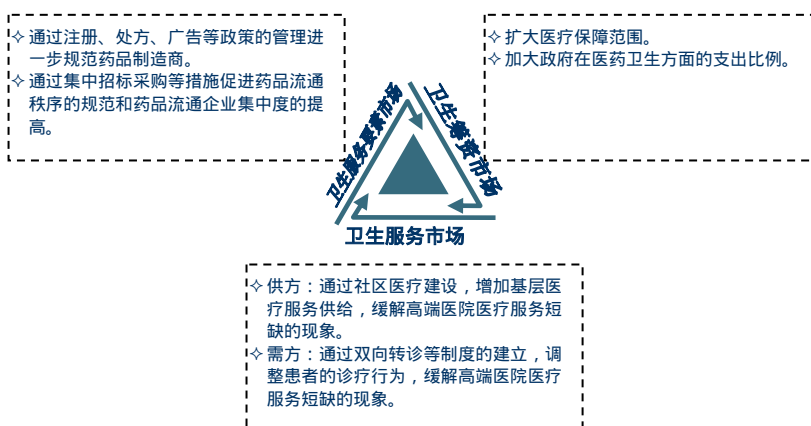 ✧通过注册、处方、广告等政策的管理进
一步规范药品制造商。
✧通过集中招标采购等措施促进药品流通
秩序的规范和药品流通企业集中度的提
高。
✧扩大医疗保障范围。
✧加大政府在医药卫生方面的支出比例。
卫生服务要素市场
卫生筹资市场
卫生服务市场
✧供方：通过社区医疗建设，增加基层医
疗服务供给，缓解高端医院医疗服务短
缺的现象。
✧需方：通过双向转诊等制度的建立，调
整患者的诊疗行为，缓解高端医院医疗
服务短缺的现象。